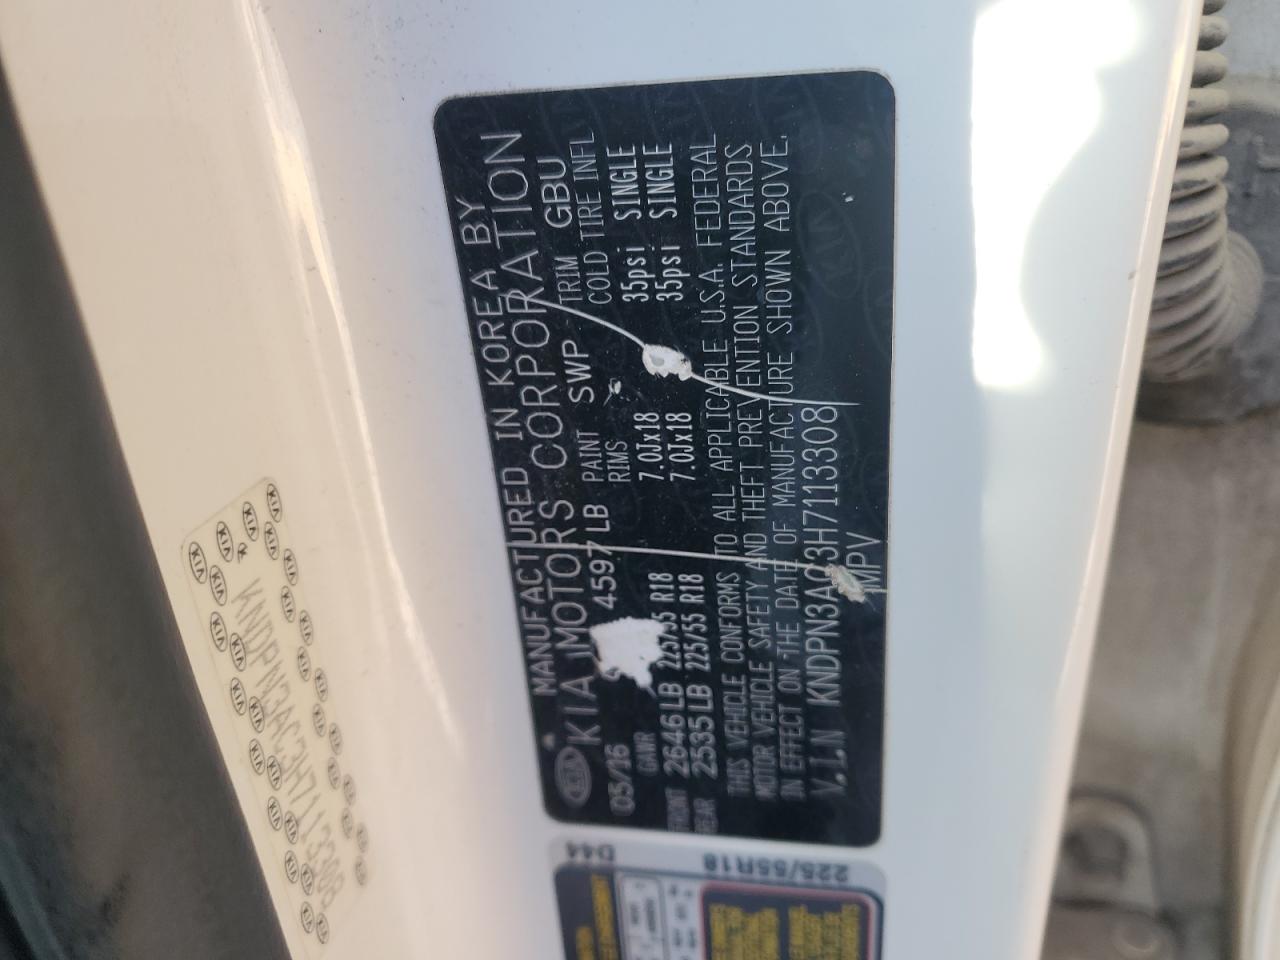 MANUFACTURED IN KOREA BY
KIA MOTORS CORPORATION
05/16 4597 LB PAINT SWP TRIM GBU
GAWR RIMS COLD TIRE INFL
FRONT 2646LB 225/55 R18 7.0Jx18 35psi SINGLE
REAR 2535LB 225/55 R18 7.0Jx18 35psi SINGLE
THIS VEHICLE CONFORMS TO ALL APPLICABLE U.S.A. FEDERAL
MOTOR VEHICLE SAFETY AND THEFT PREVENTION STANDARDS
IN EFFECT ON THE DATE OF MANUFACTURE SHOWN ABOVE.
V.I.N KNDPN3AC3H7113308
MPV
KIA
KNDPN3AC3H7113308
D44
225/55R18